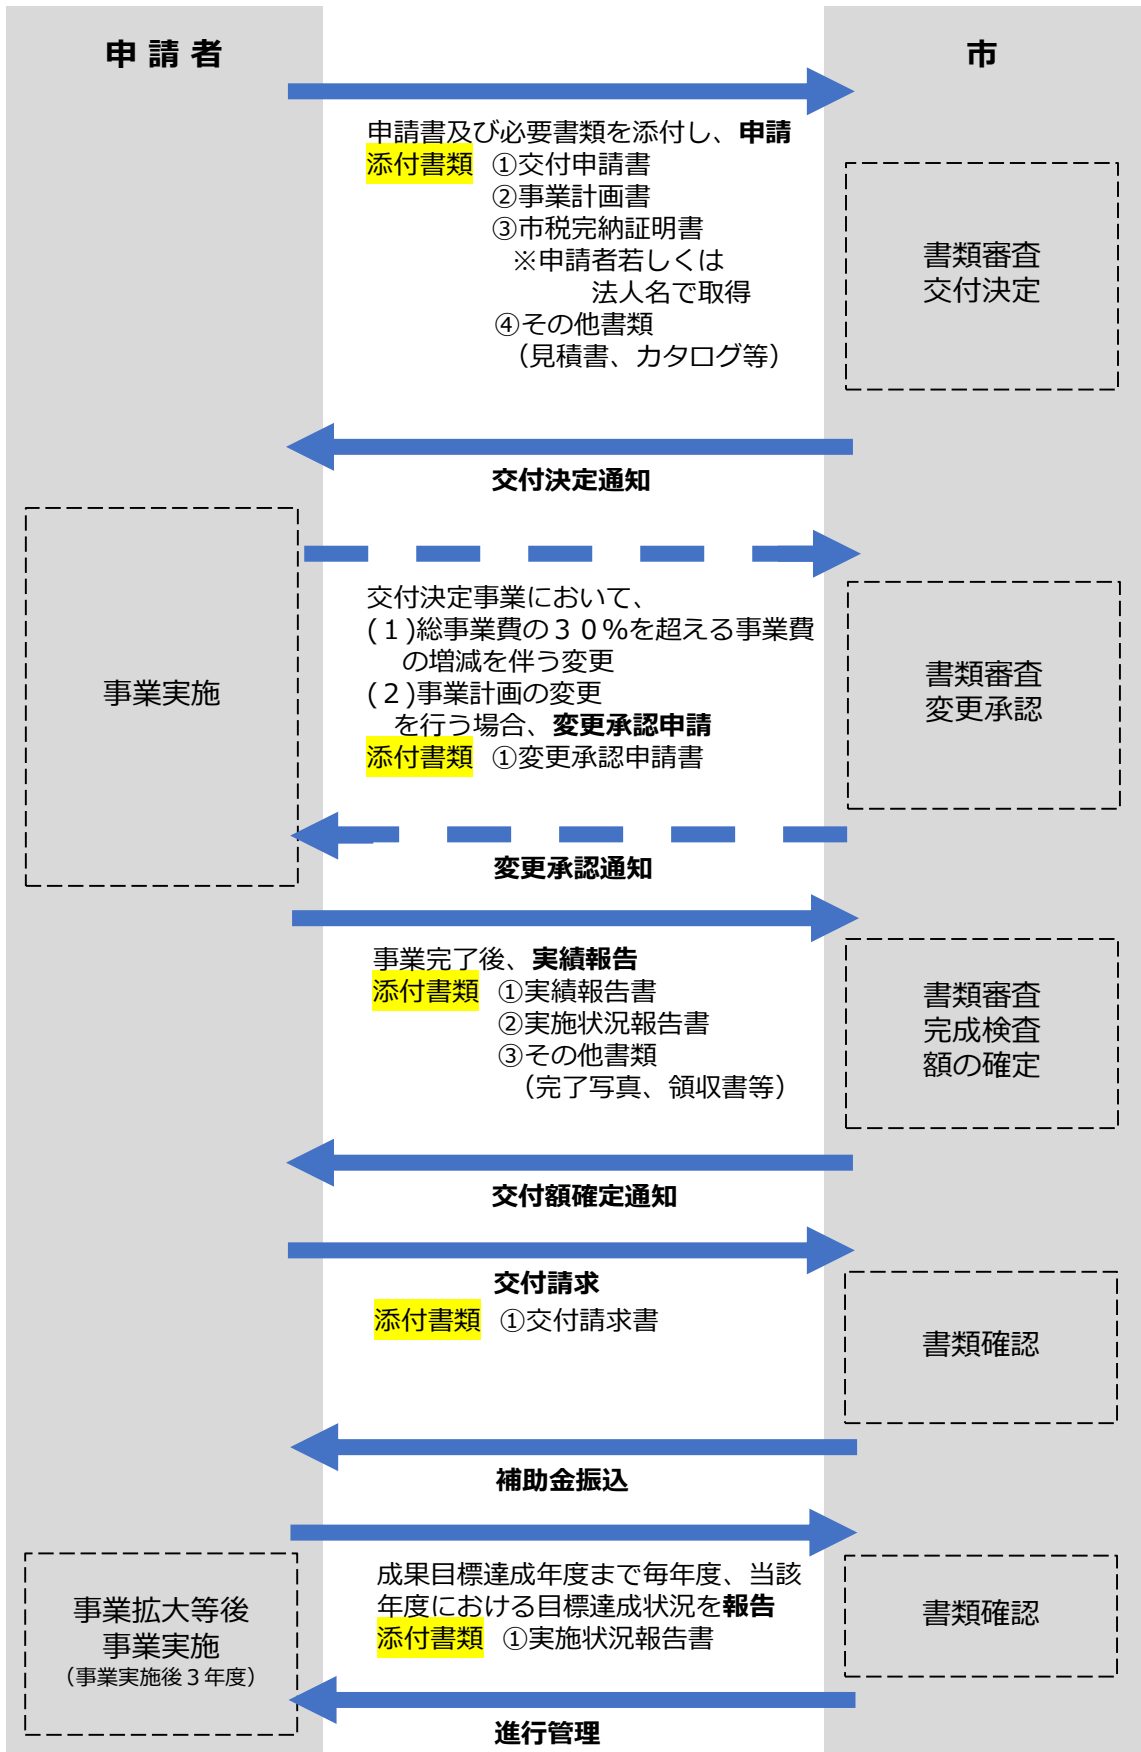 申請者
市
申請書及び必要書類を添付し、申請
添付書類 ①交付申請書
②事業計画書
③市税完納証明書
※申請者若しくは
法人名で取得
④その他書類
（見積書、カタログ等）
書類審査
交付決定
交付決定通知
事業実施
交付決定事業において、
(１)総事業費の３０%を超える事業費
の増減を伴う変更
(２)事業計画の変更
を行う場合、変更承認申請
添付書類 ①変更承認申請書
書類審査
変更承認
変更承認通知
事業完了後、実績報告
添付書類 ①実績報告書
②実施状況報告書
③その他書類
（完了写真、領収書等）
書類審査
完成検査
額の確定
交付額確定通知
交付請求
添付書類 ①交付請求書
書類確認
補助金振込
事業拡大等後
事業実施
（事業実施後３年度）
成果目標達成年度まで毎年度、当該
年度における目標達成状況を報告
添付書類 ①実施状況報告書
書類確認
進行管理